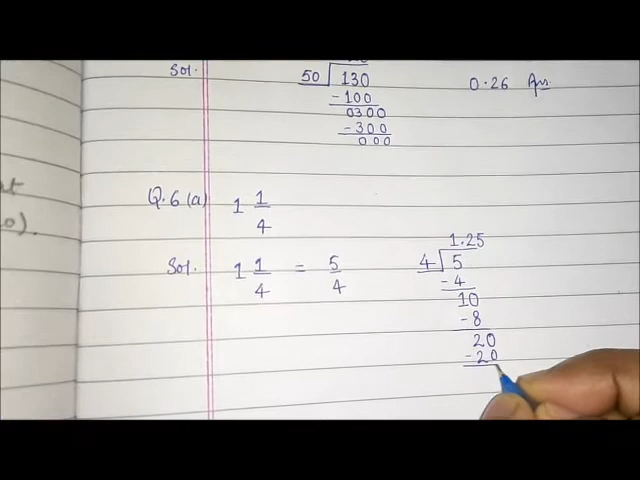 Sol.
50 130 0.26 Ans.
-100
0300
-300
000
Q.6 (a) 1 1/4
1.25
Sol. 1 1/4 = 5/4 4 5
-4
10
-8
20
-20
0).